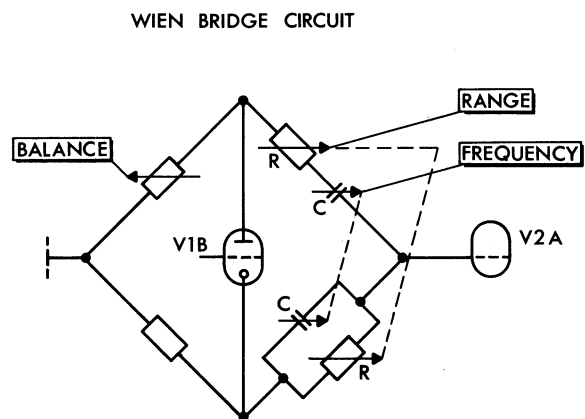 WIEN BRIDGE CIRCUIT
RANGE
BALANCE
R
FREQUENCY
C
V1B
V2A
C
R